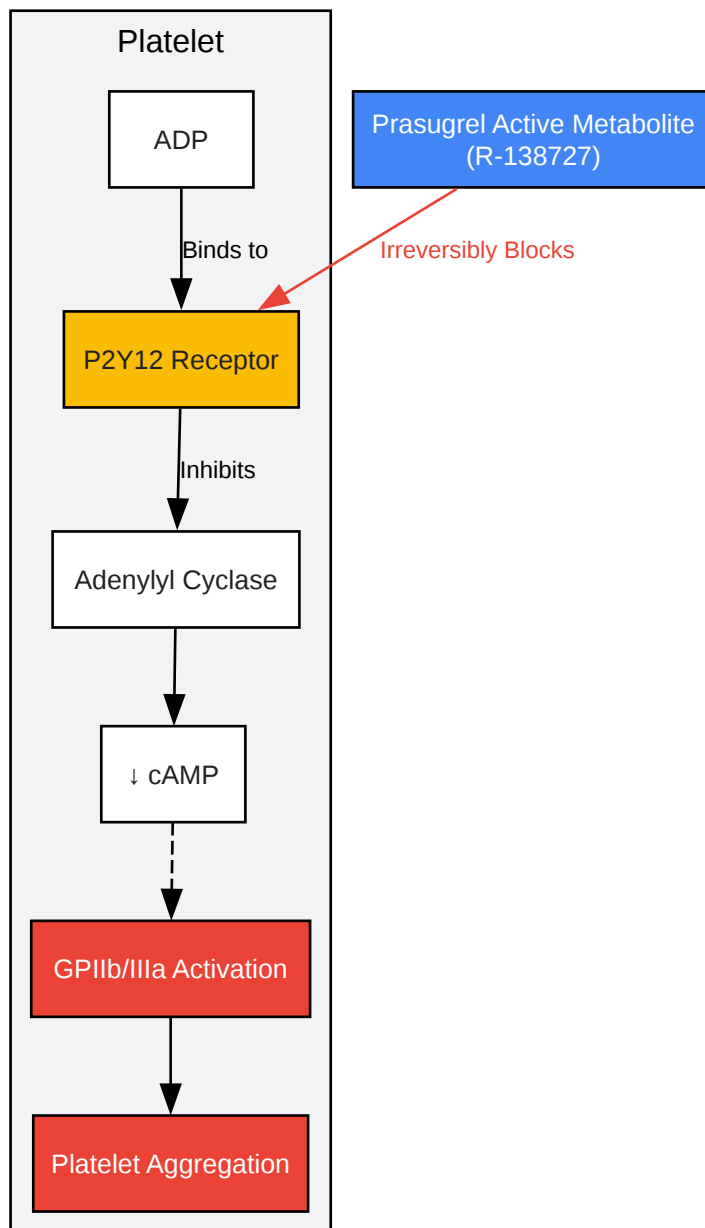 Platelet
ADP
Prasugrel Active Metabolite
(R-138727)
Binds to
Irreversibly Blocks
P2Y12 Receptor
Inhibits
Adenylyl Cyclase
↓ cAMP
GPIIb/IIIa Activation
Platelet Aggregation